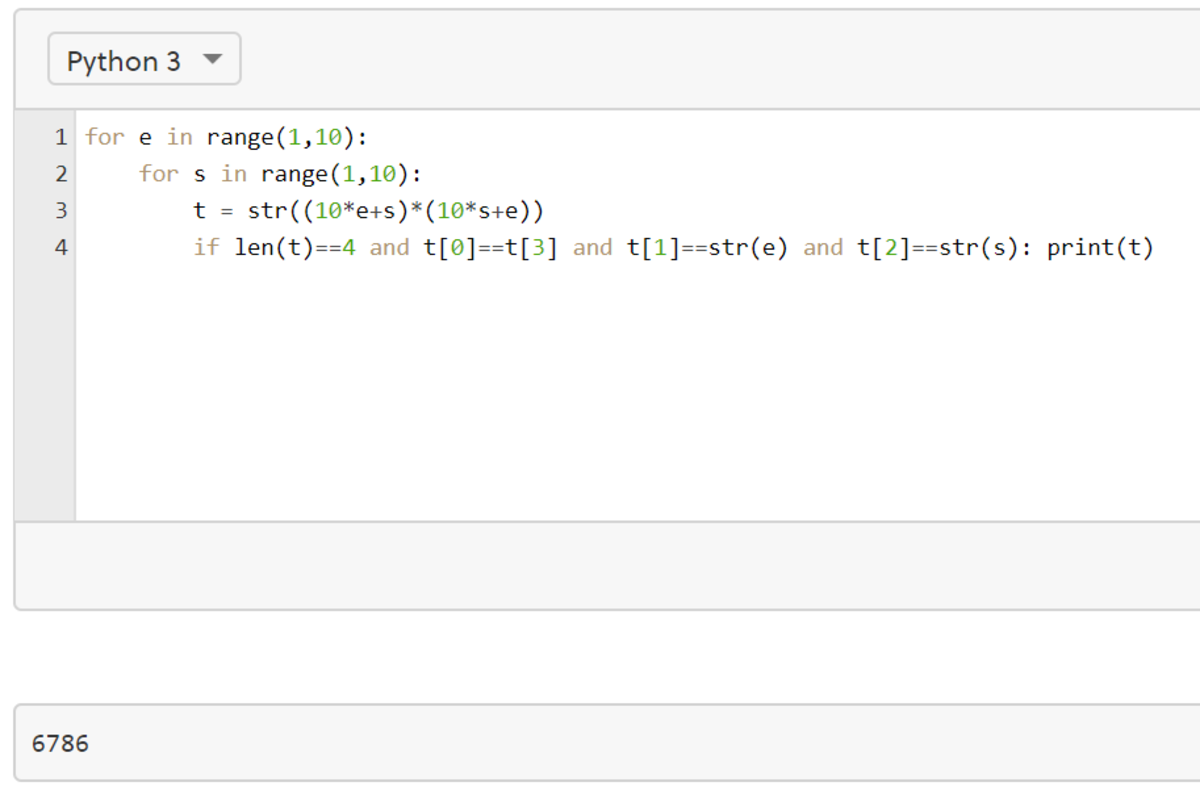 Python 3
1 for e in range(1,10):
2     for s in range(1,10):
3         t = str((10*e+s)*(10*s+e))
4         if len(t)==4 and t[0]==t[3] and t[1]==str(e) and t[2]==str(s): print(t)
6786